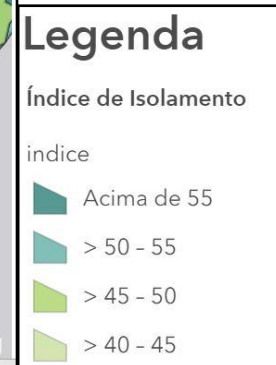 Legenda
Índice de Isolamento
indice
Acima de 55
> 50 - 55
> 45 - 50
> 40 - 45